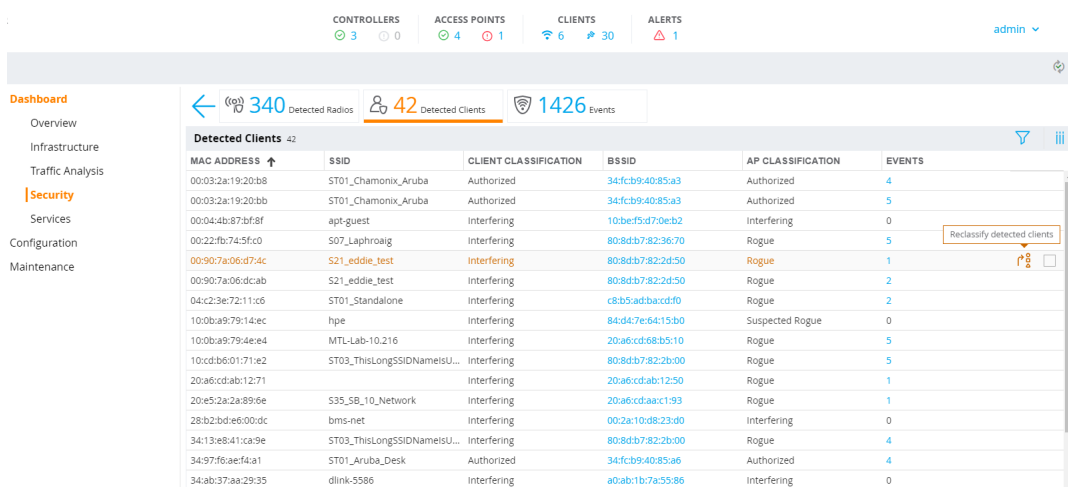 CONTROLLERS ACCESS POINTS CLIENTS ALERTS
3 0 4 1 6 30 1 admin
Dashboard
Overview
Infrastructure
Traffic Analysis
Security
Services
Configuration
Maintenance
340 Detected Radios 42 Detected Clients 1426 Events
Detected Clients 42
MAC ADDRESS SSID CLIENT CLASSIFICATION BSSID AP CLASSIFICATION EVENTS
00:03:2a:19:20:b8 ST01_Chamonix_Aruba Authorized 34:fc:b9:40:85:a3 Authorized 4
00:03:2a:19:20:bb ST01_Chamonix_Aruba Authorized 34:fc:b9:40:85:a3 Authorized 5
00:04:4b:87:bf:8f apt-guest Interfering 10:be:f5:d7:0e:b2 Interfering 0
00:22:fb:74:5f:c0 S07_Laphroaig Interfering 80:8d:b7:82:36:70 Rogue 5
Reclassify detected clients
00:90:7a:06:d7:4c S21_eddie_test Interfering 80:8d:b7:82:2d:50 Rogue 1
00:90:7a:06:dc:ab S21_eddie_test Interfering 80:8d:b7:82:2d:50 Rogue 2
04:c2:3e:72:11:c6 ST01_Standalone Interfering c8:b5:ad:ba:cd:f0 Rogue 2
10:0b:a9:79:14:ec hpe Interfering 84:d4:7e:64:15:b0 Suspected Rogue 0
10:0b:a9:79:4e:e4 MTL-Lab-10.216 Interfering 20:a6:cd:68:b5:10 Rogue 5
10:cd:b6:01:71:e2 ST03_ThisLongSSIDNameIsU... Interfering 80:8d:b7:82:2b:00 Rogue 5
20:a6:cd:ab:12:71 Interfering 20:a6:cd:ab:12:50 Rogue 1
20:e5:2a:2a:89:6e S35_SB_10_Network Interfering 20:a6:cd:aa:c1:93 Rogue 1
28:b2:bd:e6:00:dc bms-net Interfering 00:2a:10:d8:23:d0 Interfering 0
34:13:e8:41:ca:9e ST03_ThisLongSSIDNameIsU... Interfering 80:8d:b7:82:2b:00 Rogue 4
34:97:f6:ae:f4:a1 ST01_Aruba_Desk Authorized 34:fc:b9:40:85:a6 Authorized 4
34:ab:37:aa:29:35 dlink-5586 Interfering a0:ab:1b:7a:55:86 Interfering 0